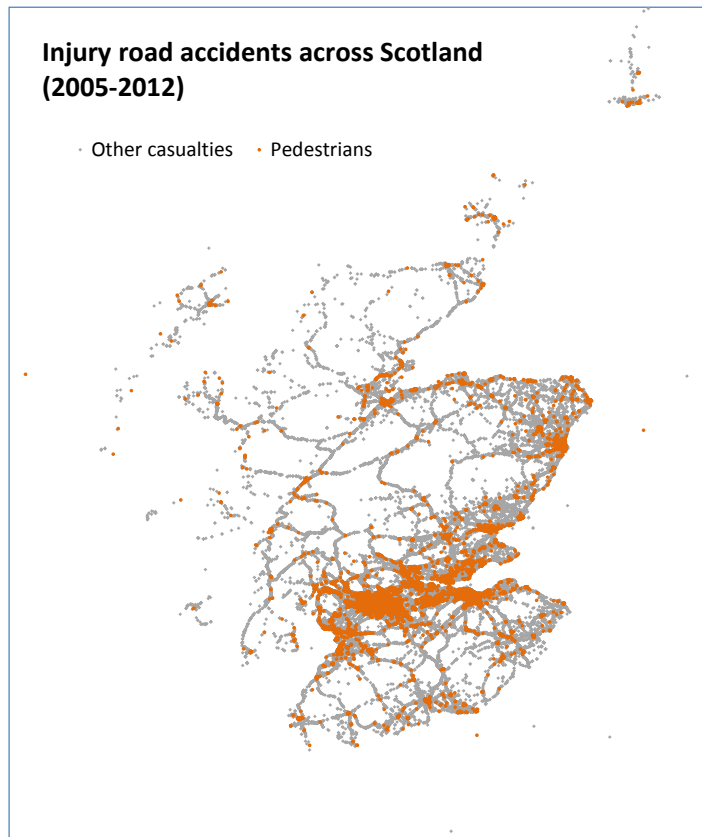 Injury road accidents across Scotland
(2005-2012)
Other casualties Pedestrians